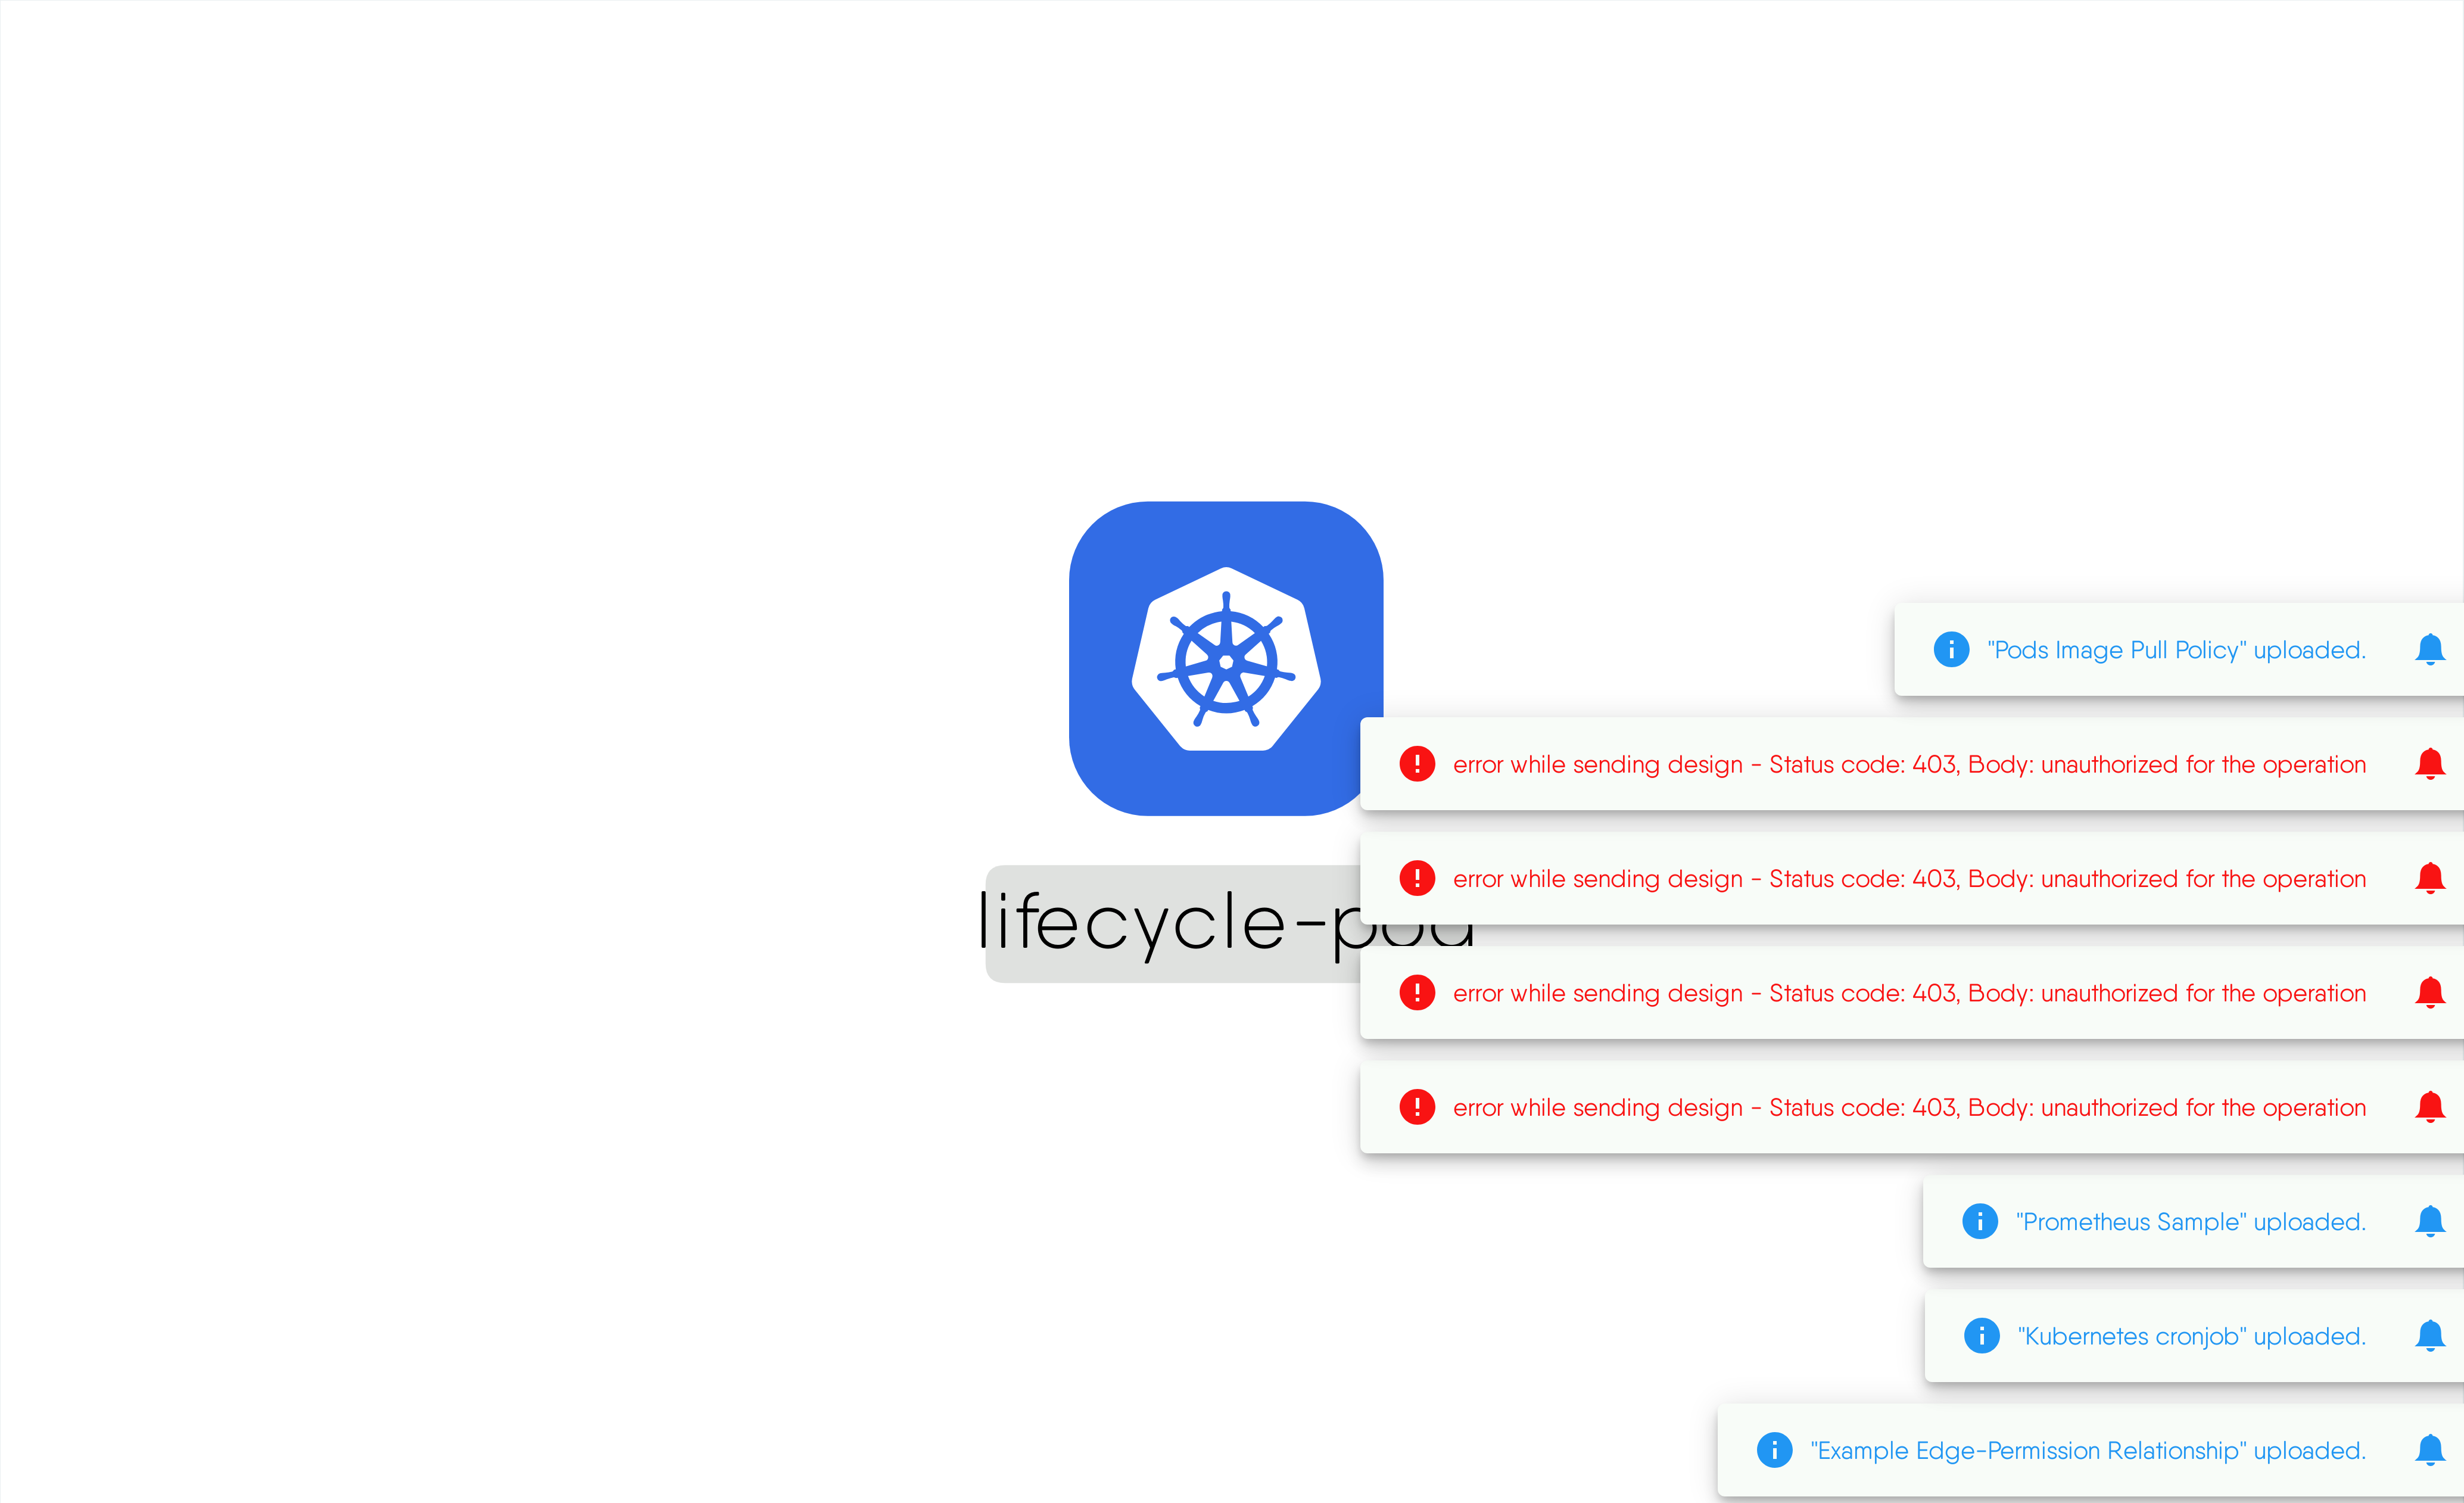 "Pods Image Pull Policy" uploaded.
error while sending design - Status code: 403, Body: unauthorized for the operation
lifecycle-pod
error while sending design - Status code: 403, Body: unauthorized for the operation
error while sending design - Status code: 403, Body: unauthorized for the operation
error while sending design - Status code: 403, Body: unauthorized for the operation
"Prometheus Sample" uploaded.
"Kubernetes cronjob" uploaded.
"Example Edge-Permission Relationship" uploaded.